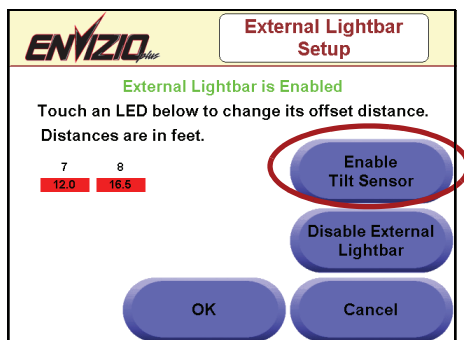 ENVIZIO plus
External Lightbar
Setup
External Lightbar is Enabled
Touch an LED below to change its offset distance.
Distances are in feet.
7 8
12.0 16.5
Enable
Tilt Sensor
Disable External
Lightbar
OK Cancel